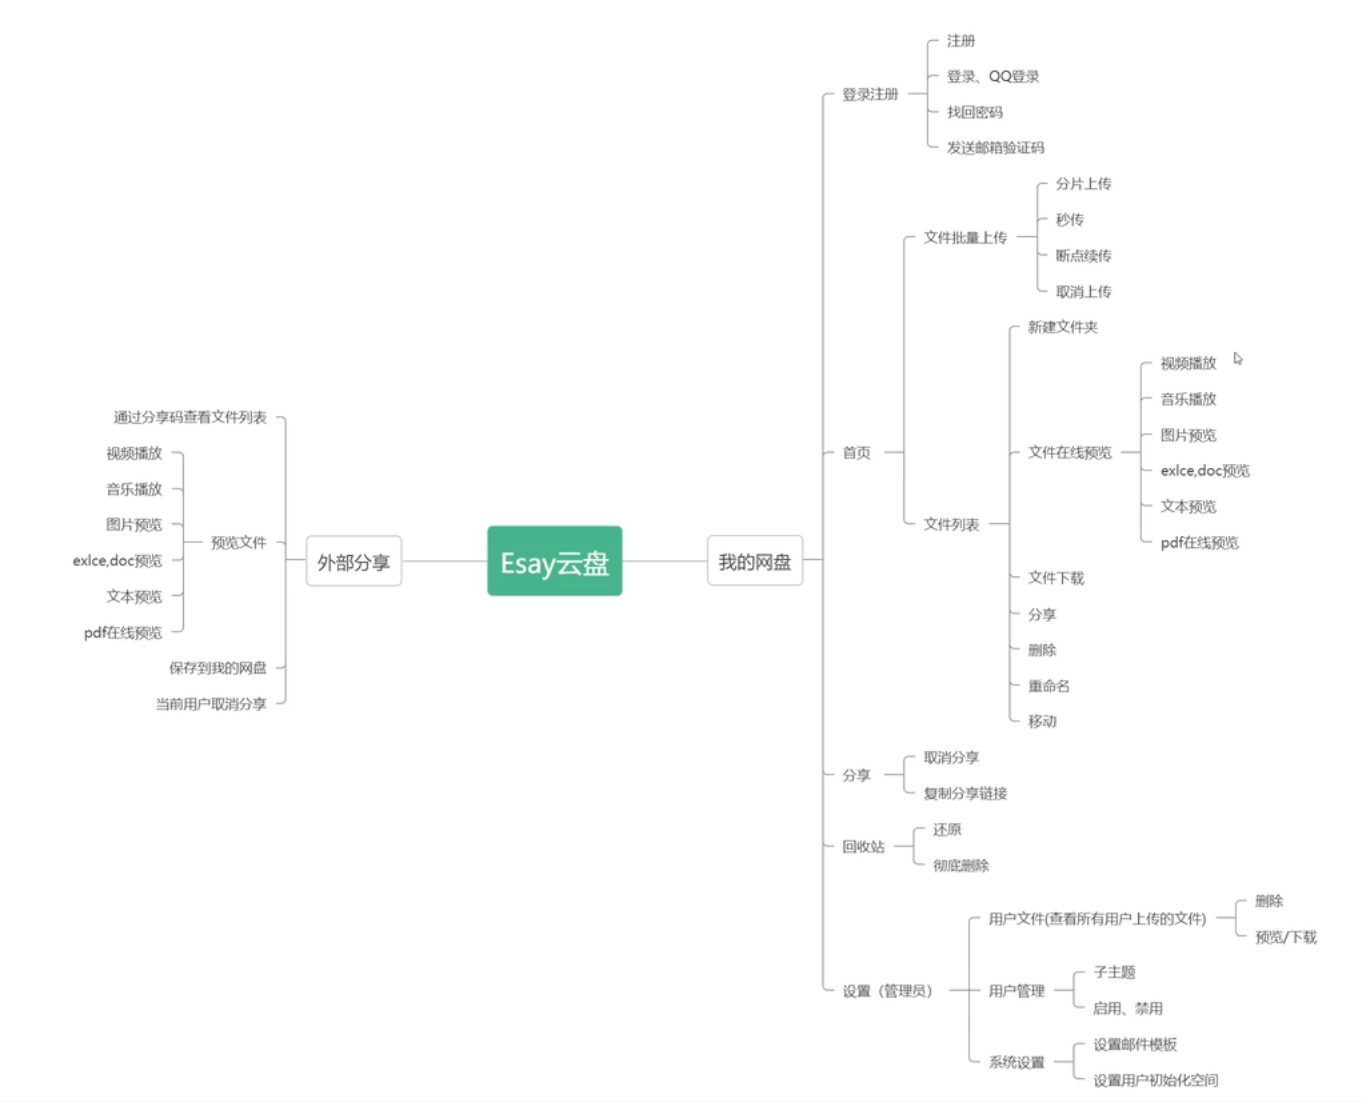 Esay云盘
我的网盘
登录注册
注册
登录、QQ登录
找回密码
发送邮箱验证码
首页
文件批量上传
分片上传
秒传
断点续传
取消上传
文件列表
新建文件夹
文件在线预览
视频播放
音乐播放
图片预览
exlce,doc预览
文本预览
pdf在线预览
文件下载
分享
删除
重命名
移动
分享
取消分享
复制分享链接
回收站
还原
彻底删除
设置（管理员）
用户文件(查看所有用户上传的文件)
删除
预览/下载
用户管理
子主题
启用、禁用
系统设置
设置邮件模板
设置用户初始化空间
外部分享
通过分享码查看文件列表
预览文件
视频播放
音乐播放
图片预览
exlce,doc预览
文本预览
pdf在线预览
保存到我的网盘
当前用户取消分享